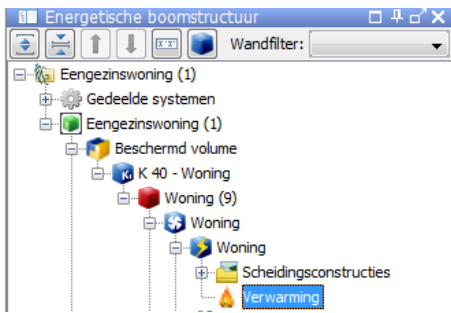 Energetische boomstructuur
Wandfilter:
Eengezinswoning (1)
Gedeelde systemen
Eengezinswoning (1)
Beschermd volume
K 40 - Woning
Woning (9)
Woning
Woning
Scheidingsconstructies
Verwarming